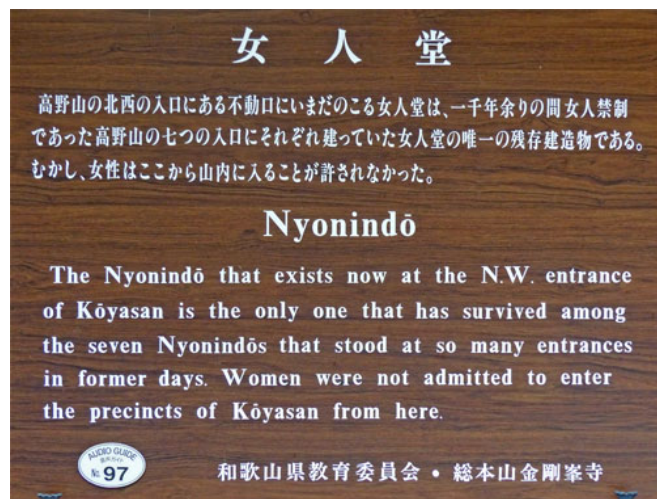 女人堂
高野山の北西の入口にある不動口にいまだのこる女人堂は、一千年余りの間女人禁制
であった高野山の七つの入口にそれぞれ建っていた女人堂の唯一の残存建造物である。
むかし、女性はここから山内に入ることが許されなかった。
Nyonindō
The Nyonindō that exists now at the N.W. entrance
of Kōyasan is the only one that has survived among
the seven Nyonindōs that stood at so many entrances
in former days. Women were not admitted to enter
the precincts of Kōyasan from here.
AUDIO GUIDE
音声ガイド
№ 97
和歌山県教育委員会・総本山金剛峯寺